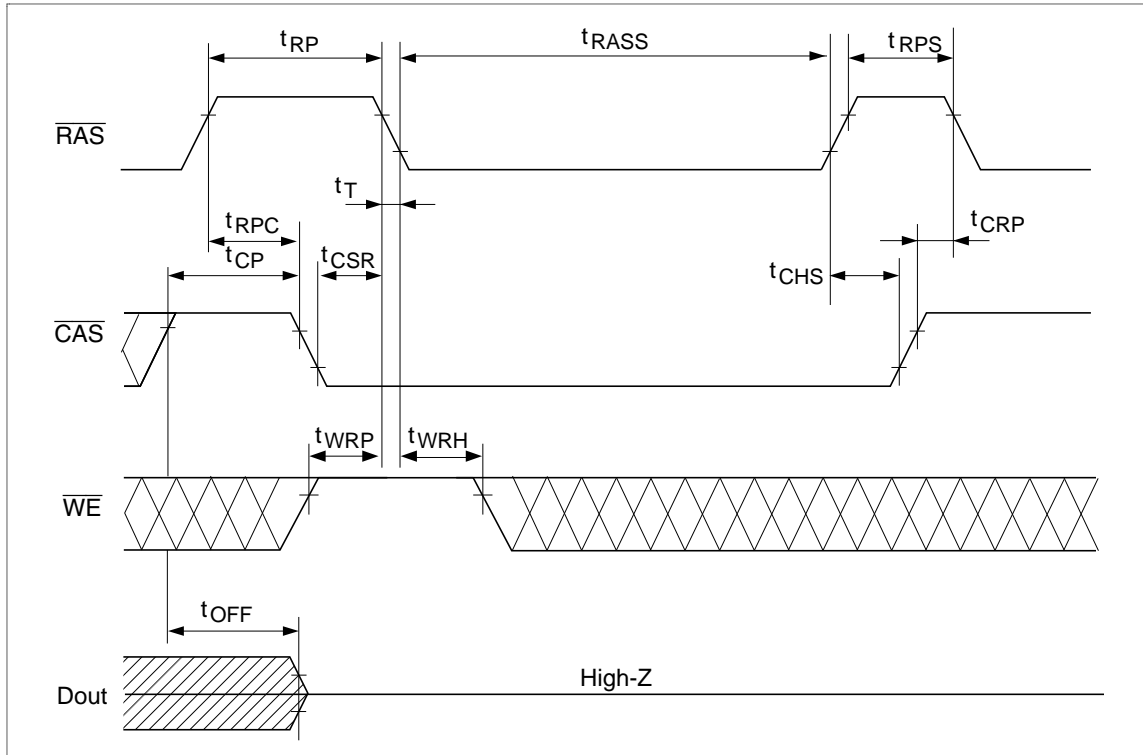 tRP
tRASS
tRPS
RAS
tT
tRPC
tCRP
tCP
tCSR
tCHS
CAS
tWRP
tWRH
WE
tOFF
High-Z
Dout